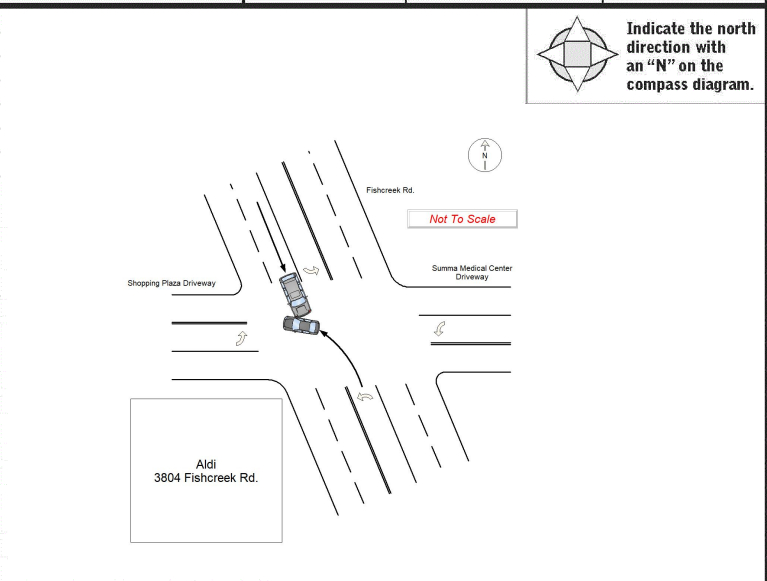 Indicate the north
direction with
an “N” on the
compass diagram.
N
Fishcreek Rd.
Not To Scale
Summa Medical Center
Driveway
Shopping Plaza Driveway
Aldi
3804 Fishcreek Rd.